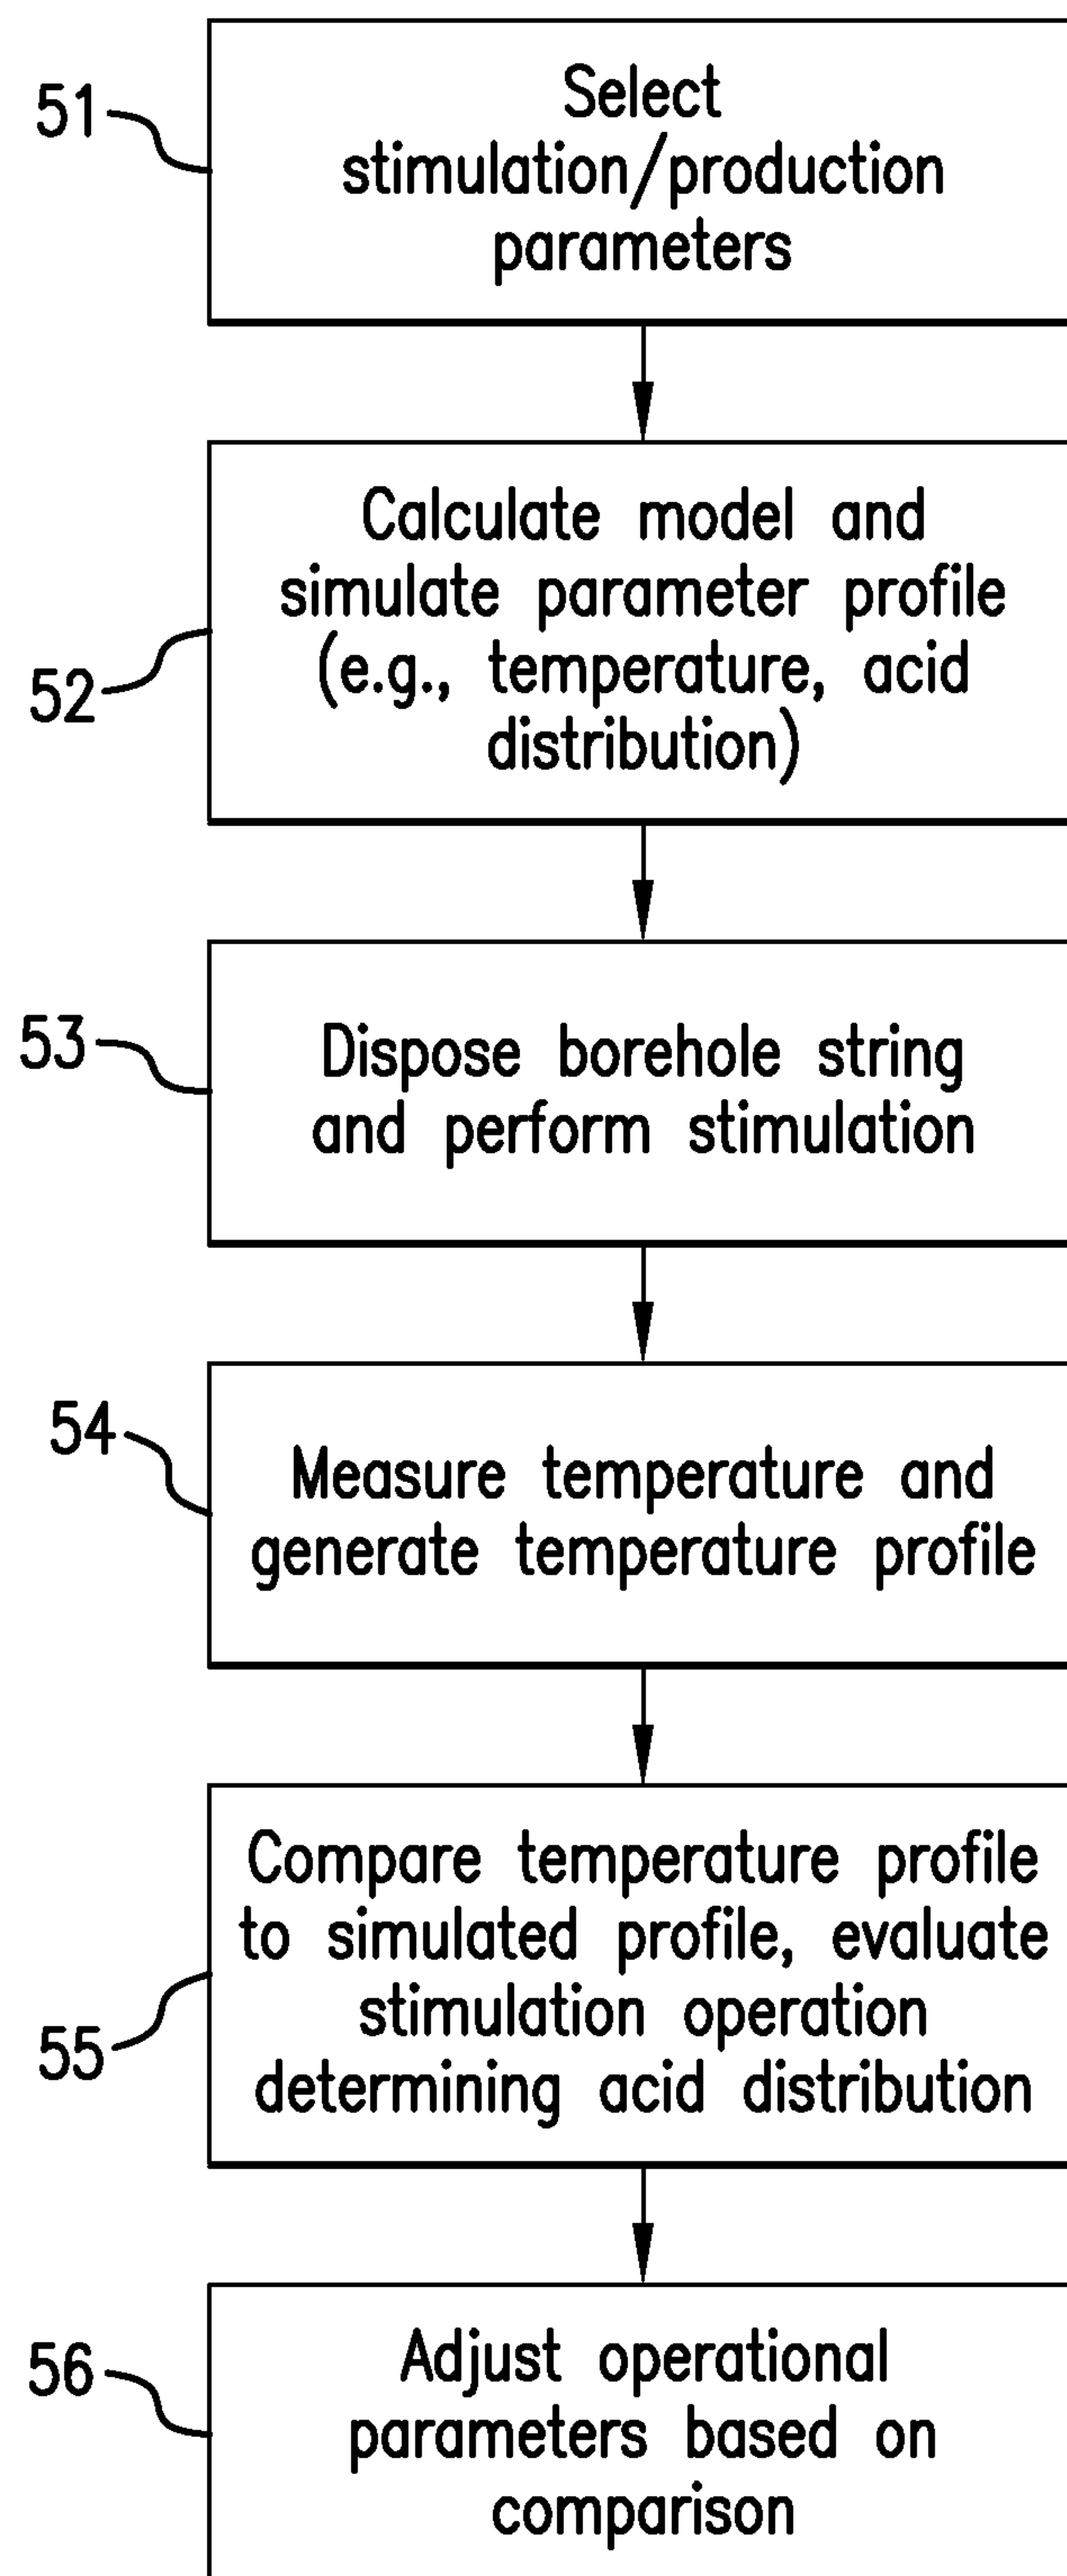 51
Select
stimulation/production
parameters
52
Calculate model and
simulate parameter profile
(e.g., temperature, acid
distribution)
53
Dispose borehole string
and perform stimulation
54
Measure temperature and
generate temperature profile
55
Compare temperature profile
to simulated profile, evaluate
stimulation operation
determining acid distribution
56
Adjust operational
parameters based on
comparison